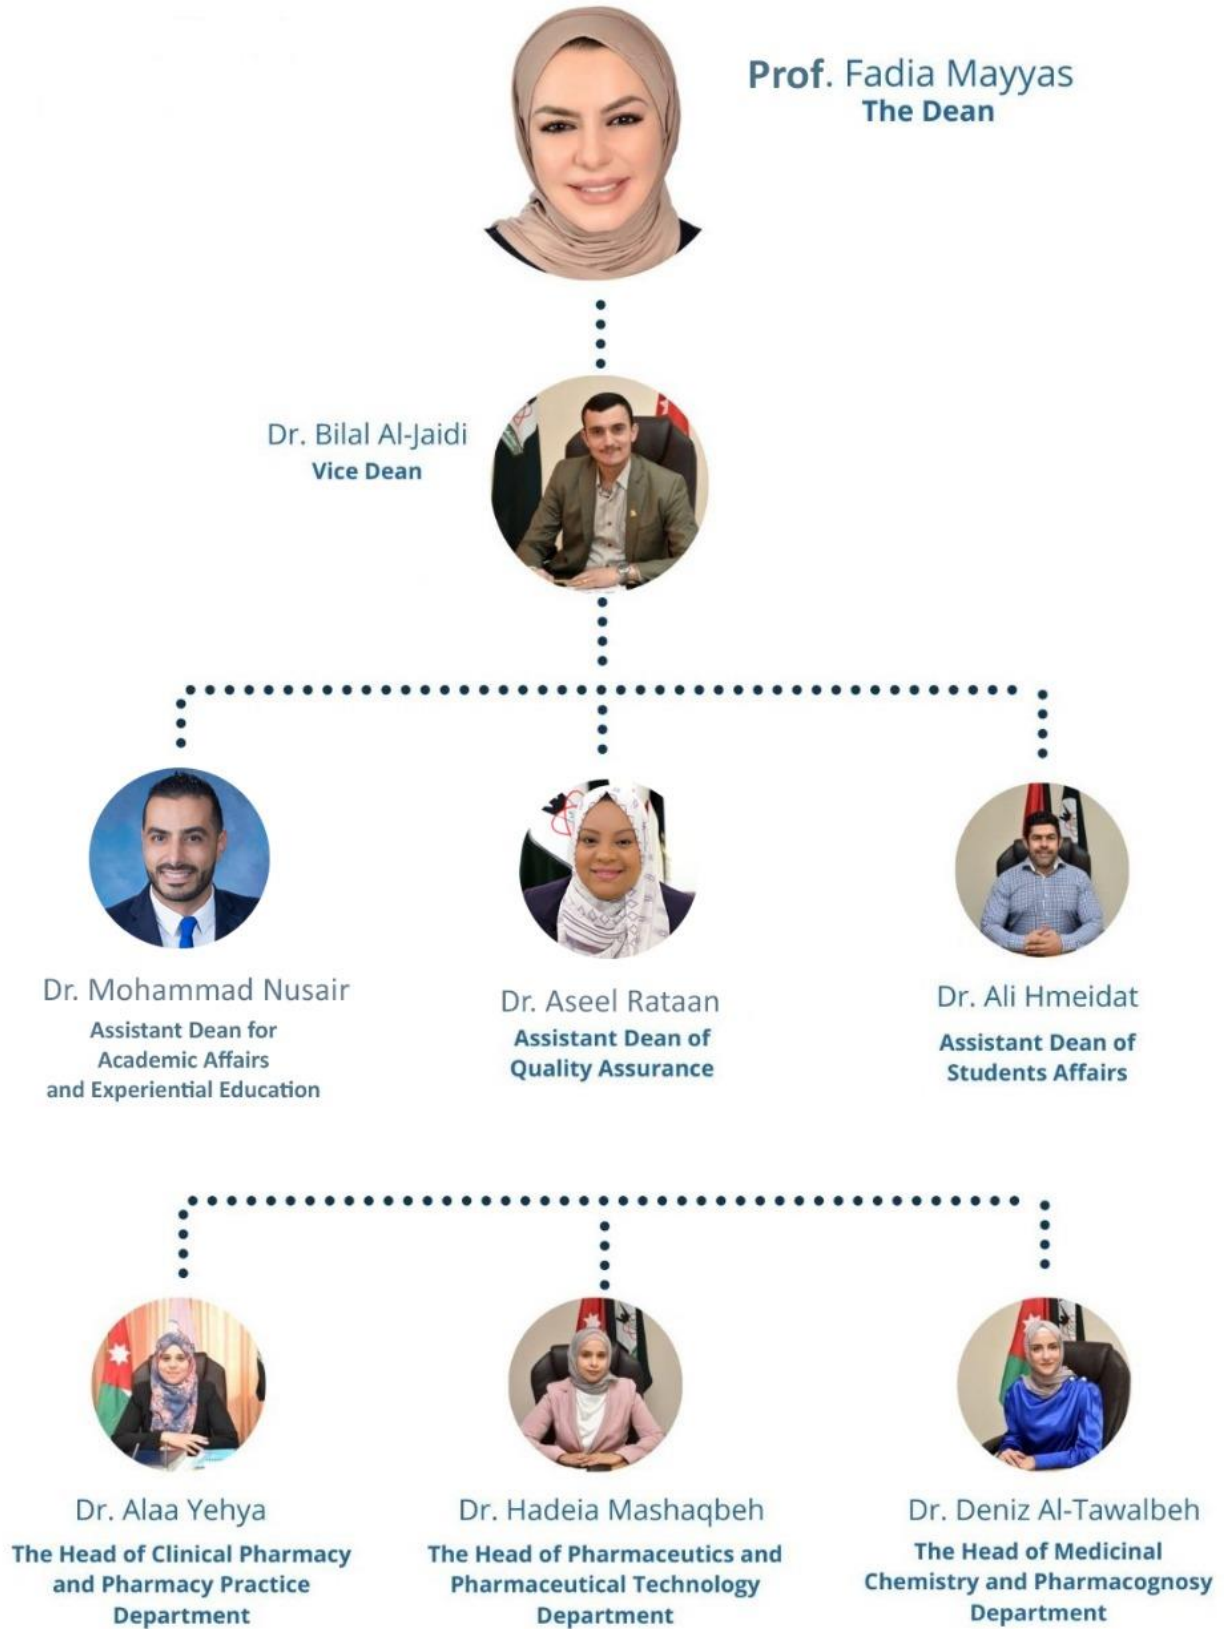 Prof. Fadia Mayyas
The Dean
Dr. Bilal Al-Jaidi
Vice Dean
Dr. Mohammad Nusair
Assistant Dean for
Academic Affairs
and Experiential Education
Dr. Aseel Rataan
Assistant Dean of
Quality Assurance
Dr. Ali Hmeidat
Assistant Dean of
Students Affairs
Dr. Alaa Yehya
The Head of Clinical Pharmacy
and Pharmacy Practice
Department
Dr. Hadeia Mashaqbeh
The Head of Pharmaceutics and
Pharmaceutical Technology
Department
Dr. Deniz Al-Tawalbeh
The Head of Medicinal
Chemistry and Pharmacognosy
Department